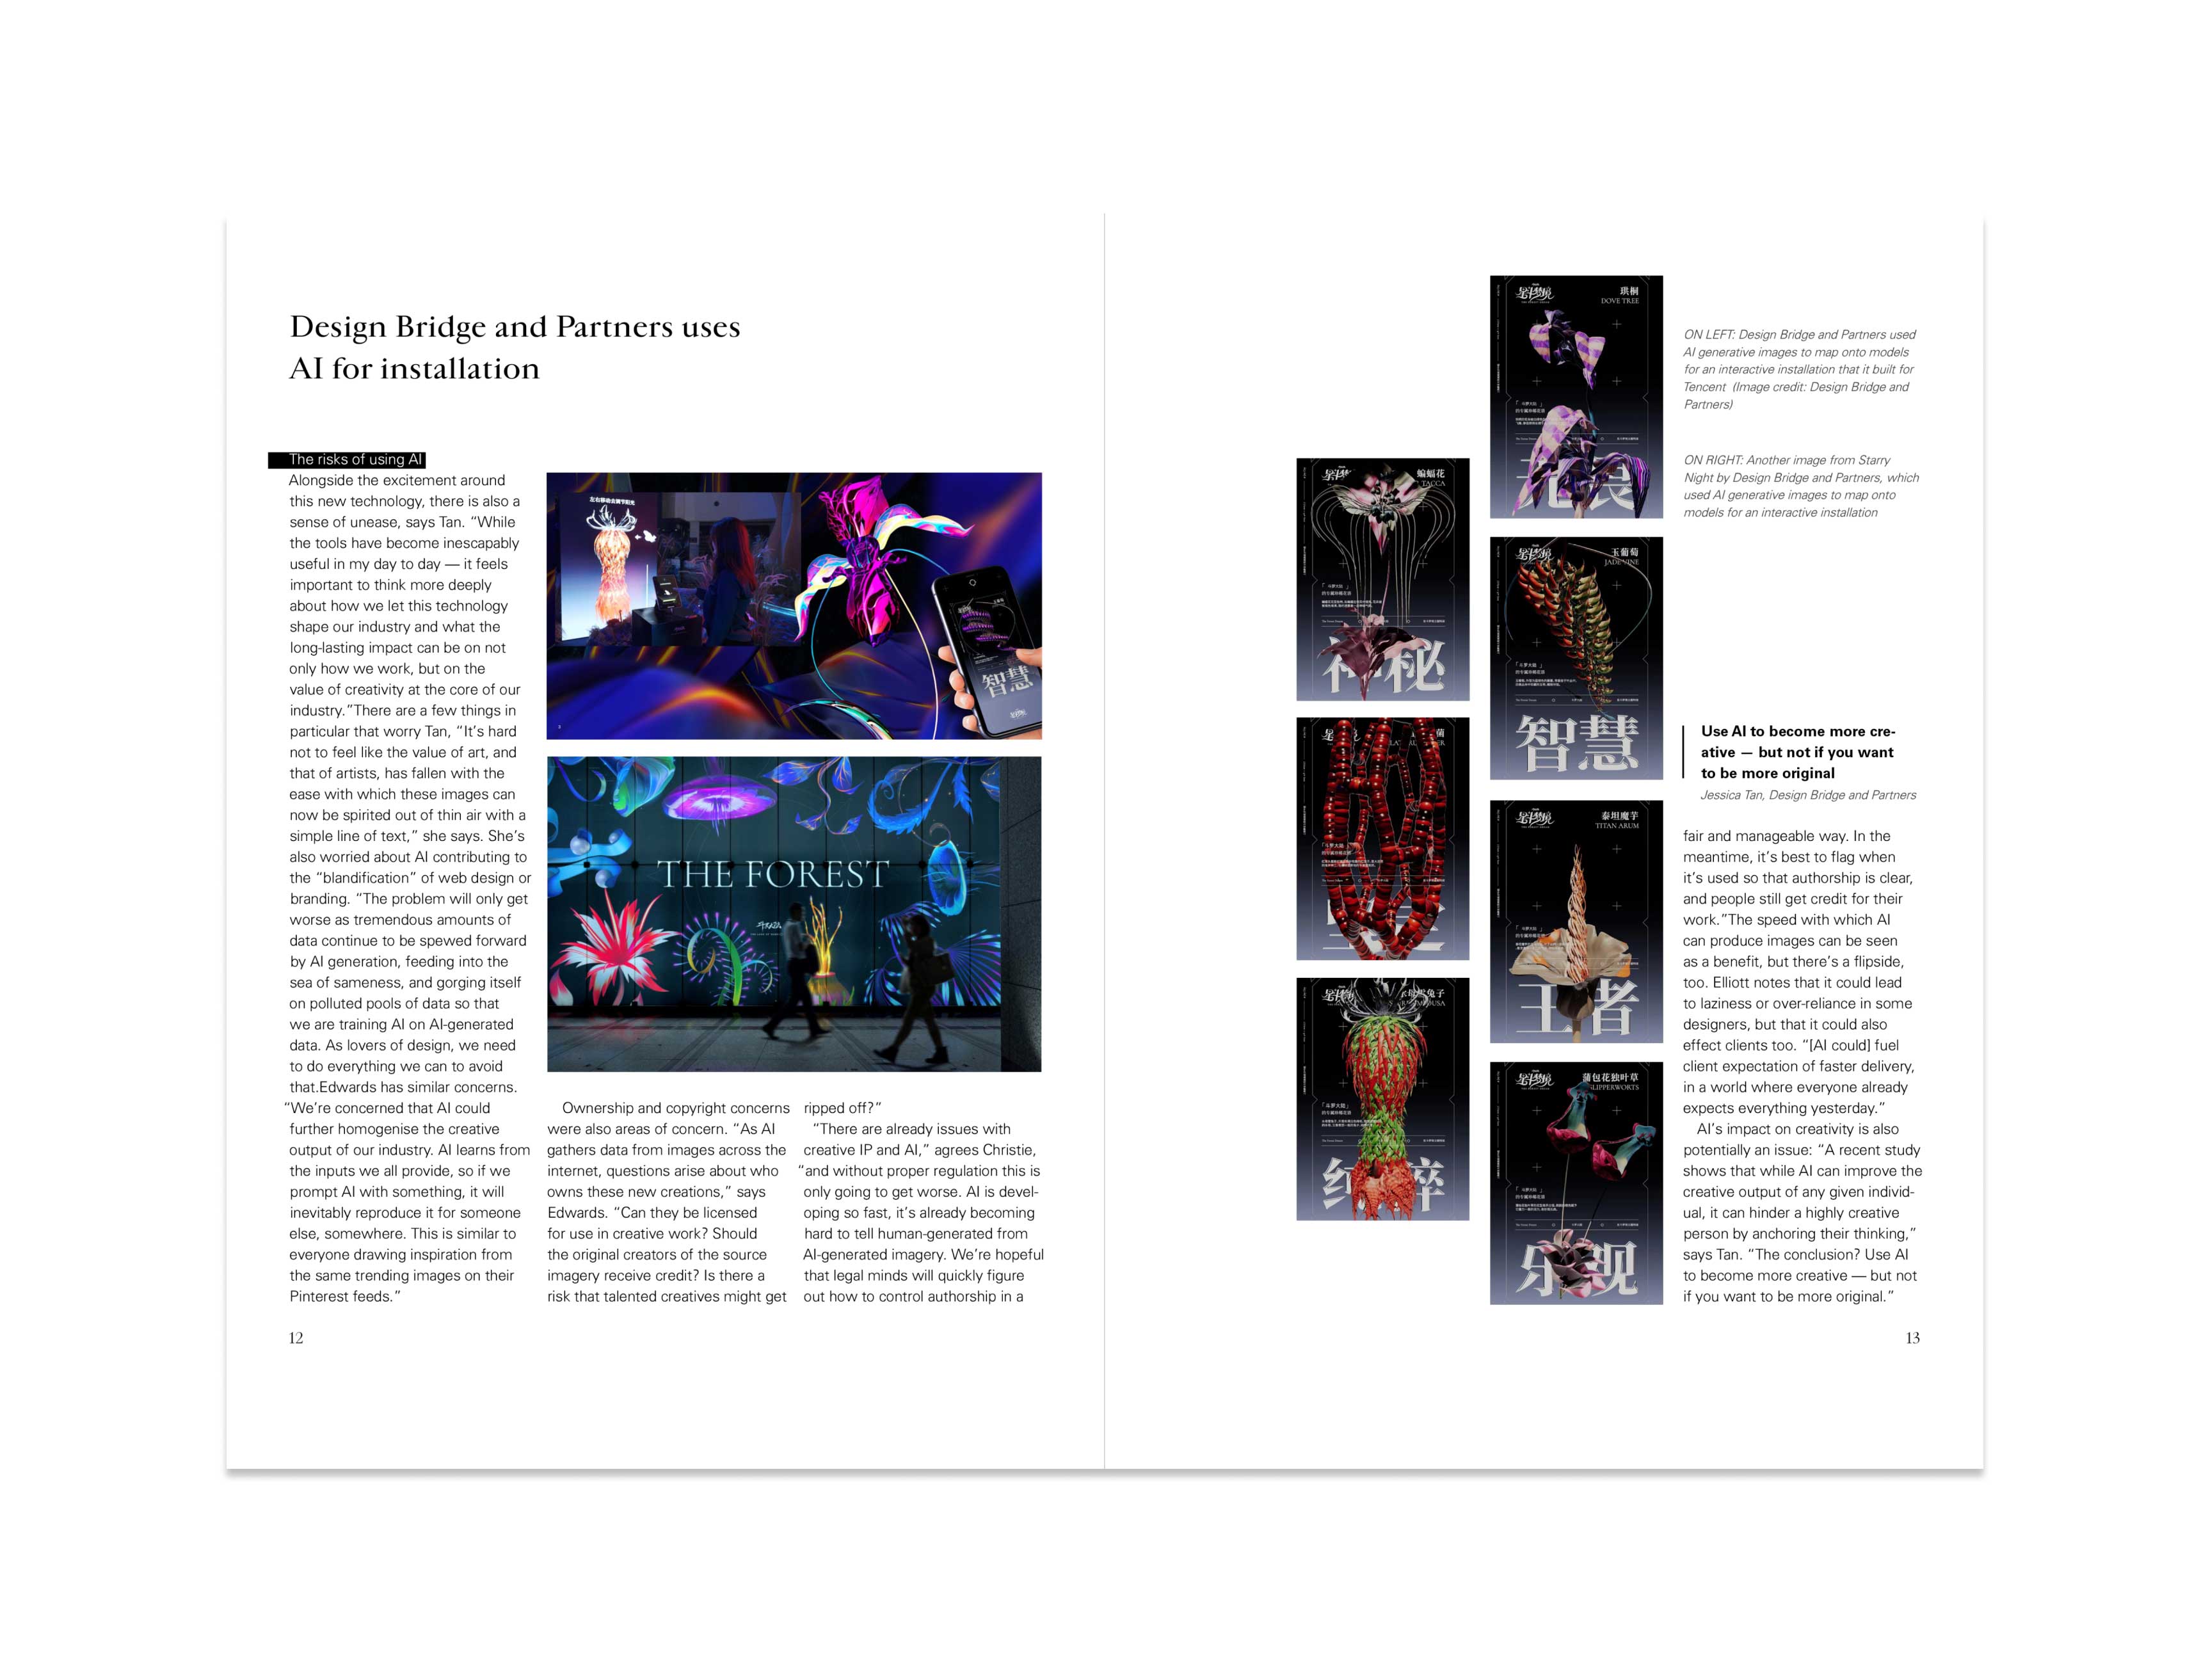 Design Bridge and Partners uses
AI for installation
The risks of using AI
Alongside the excitement around
this new technology, there is also a
sense of unease, says Tan. “While
the tools have become inescapably
useful in my day to day — it feels
important to think more deeply
about how we let this technology
shape our industry and what the
long-lasting impact can be on not
only how we work, but on the
value of creativity at the core of our
industry.”There are a few things in
particular that worry Tan, “It’s hard
not to feel like the value of art, and
that of artists, has fallen with the
ease with which these images can
now be spirited out of thin air with a
simple line of text,” she says. She’s
also worried about AI contributing to
the “blandification” of web design or
branding. “The problem will only get
worse as tremendous amounts of
data continue to be spewed forward
by AI generation, feeding into the
sea of sameness, and gorging itself
on polluted pools of data so that
we are training AI on AI-generated
data. As lovers of design, we need
to do everything we can to avoid
that.Edwards has similar concerns.
“We’re concerned that AI could
further homogenise the creative
output of our industry. AI learns from
the inputs we all provide, so if we
prompt AI with something, it will
inevitably reproduce it for someone
else, somewhere. This is similar to
everyone drawing inspiration from
the same trending images on their
Pinterest feeds.”
智慧
THE FOREST
Ownership and copyright concerns
were also areas of concern. “As AI
gathers data from images across the
internet, questions arise about who
owns these new creations,” says
Edwards. “Can they be licensed
for use in creative work? Should
the original creators of the source
imagery receive credit? Is there a
risk that talented creatives might get
ripped off?”
“There are already issues with
creative IP and AI,” agrees Christie,
“and without proper regulation this is
only going to get worse. AI is devel-
oping so fast, it’s already becoming
hard to tell human-generated from
AI-generated imagery. We’re hopeful
that legal minds will quickly figure
out how to control authorship in a
12
蝙蝠花
TACCA
神秘
珙桐
DOVE TREE
玉葡萄
JADE VINE
智慧
泰坦魔芋
TITAN ARUM
王者
蒲包花独叶草
SLIPPERWORTS
乐观
ON LEFT: Design Bridge and Partners used
AI generative images to map onto models
for an interactive installation that it built for
Tencent (Image credit: Design Bridge and
Partners)
ON RIGHT: Another image from Starry
Night by Design Bridge and Partners, which
used AI generative images to map onto
models for an interactive installation
Use AI to become more cre-
ative — but not if you want
to be more original
Jessica Tan, Design Bridge and Partners
fair and manageable way. In the
meantime, it’s best to flag when
it’s used so that authorship is clear,
and people still get credit for their
work.”The speed with which AI
can produce images can be seen
as a benefit, but there’s a flipside,
too. Elliott notes that it could lead
to laziness or over-reliance in some
designers, but that it could also
effect clients too. “[AI could] fuel
client expectation of faster delivery,
in a world where everyone already
expects everything yesterday.”
AI’s impact on creativity is also
potentially an issue: “A recent study
shows that while AI can improve the
creative output of any given individ-
ual, it can hinder a highly creative
person by anchoring their thinking,”
says Tan. “The conclusion? Use AI
to become more creative — but not
if you want to be more original.”
13